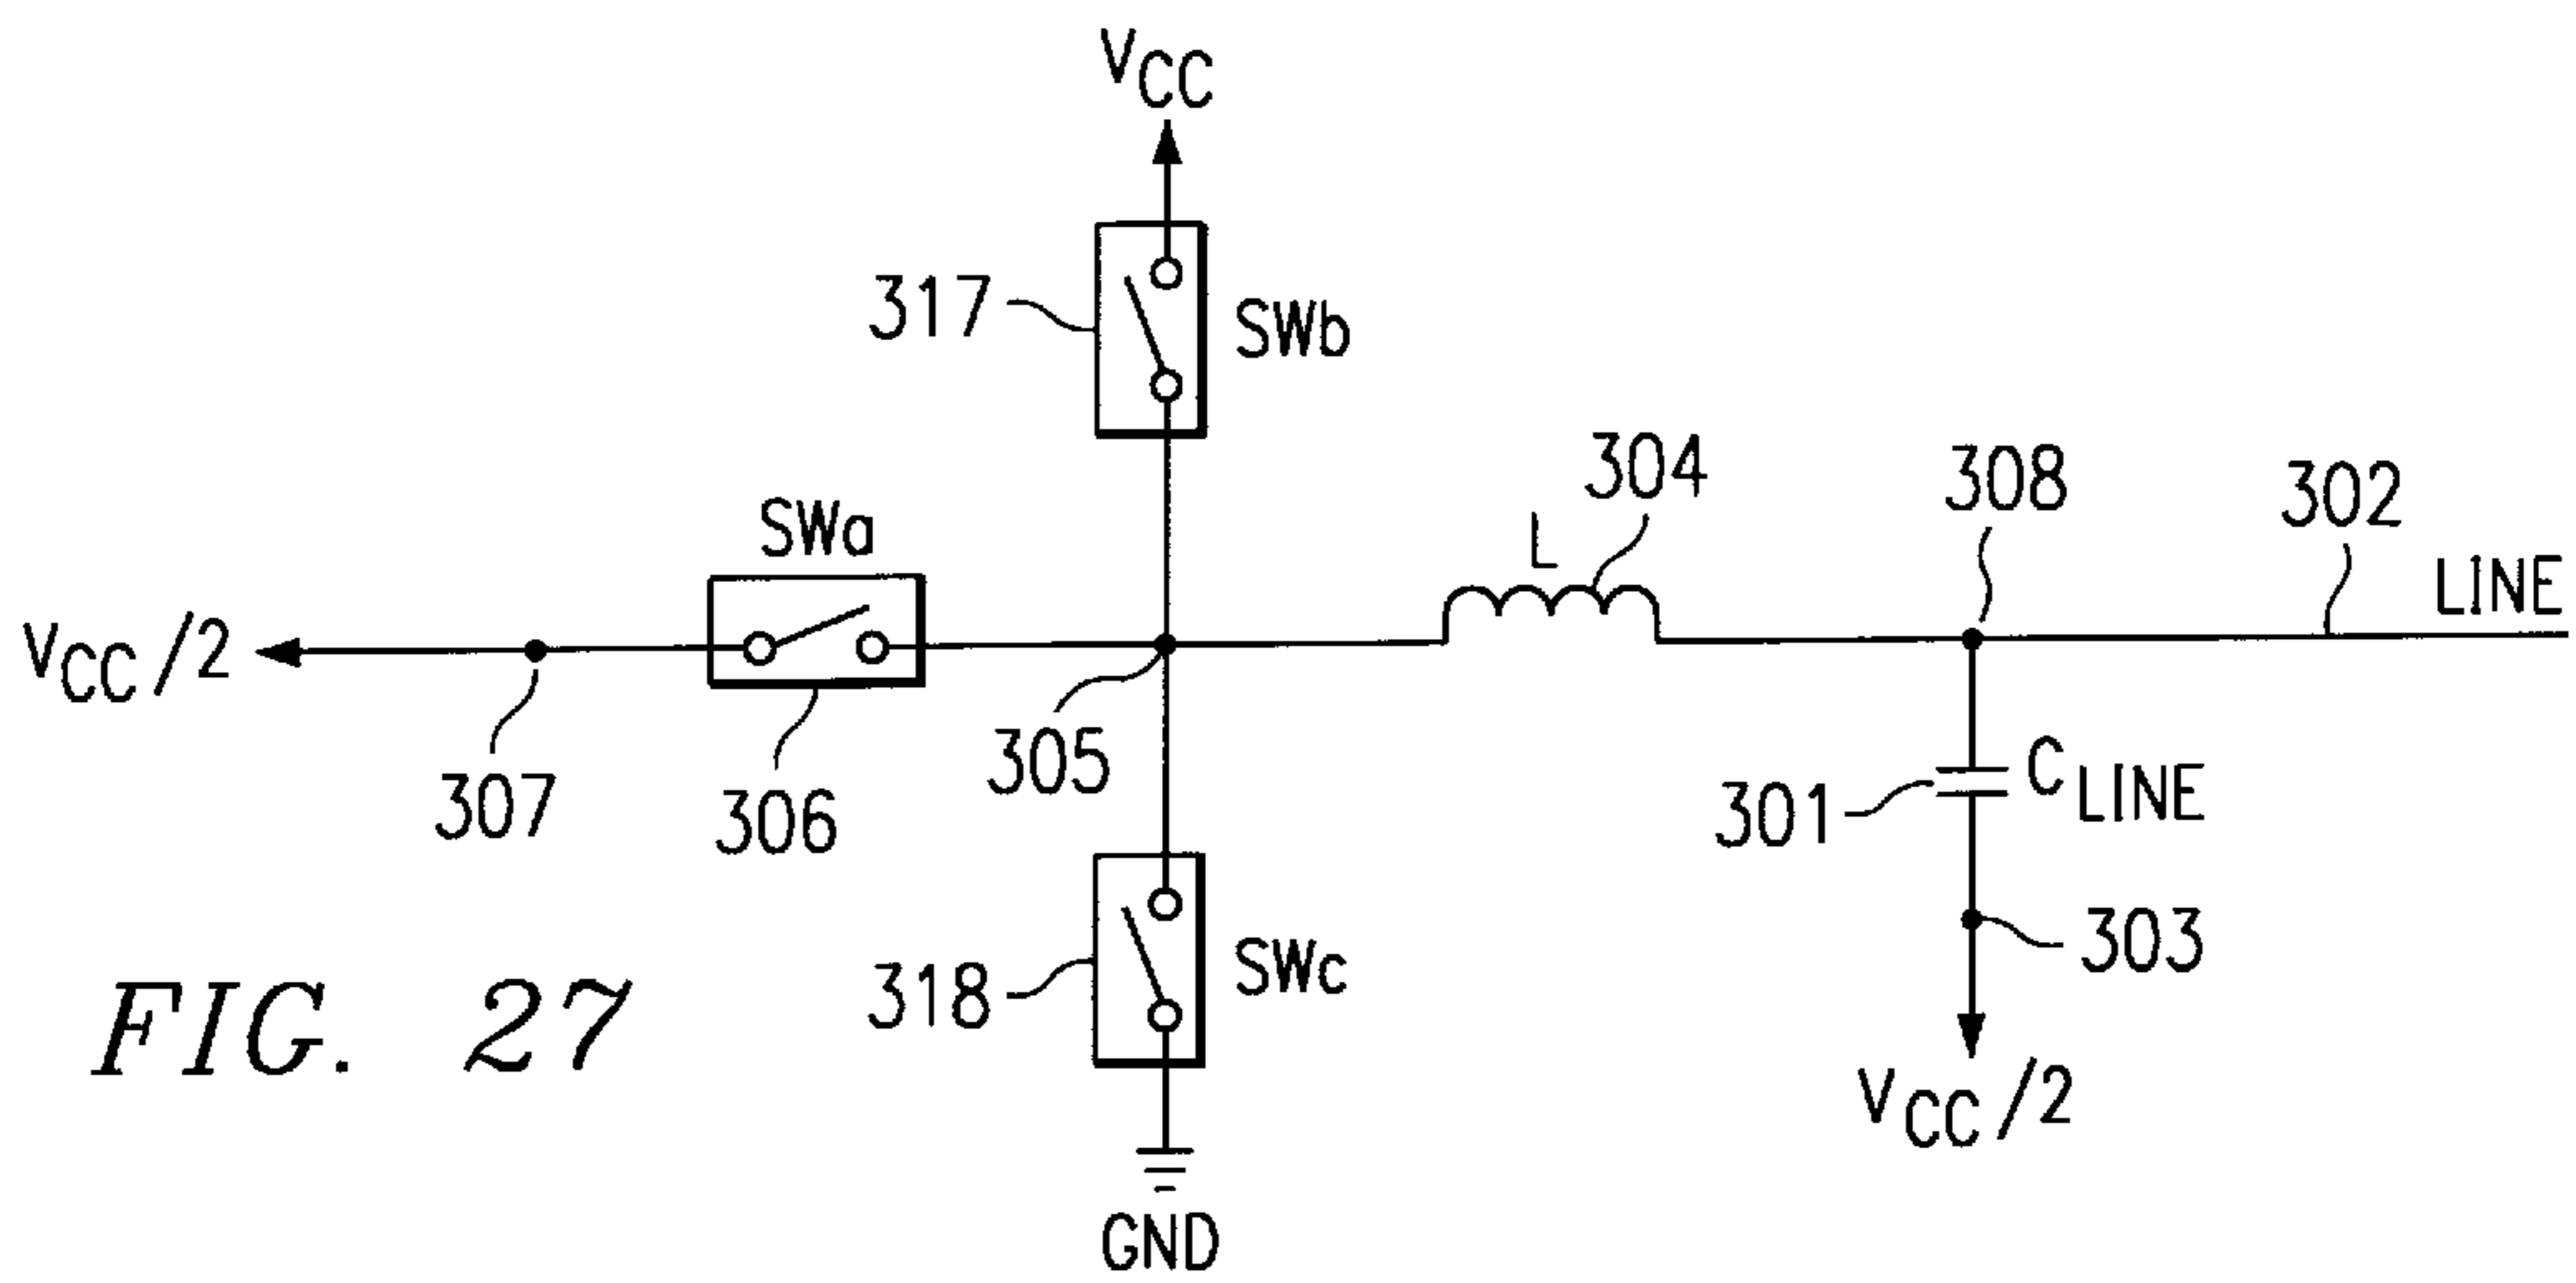 VCC
317
SWb
304
308
302
SWa
L
LINE
VCC/2
305
307
306
301
CLINE
303
318
SWc
VCC/2
FIG. 27
GND